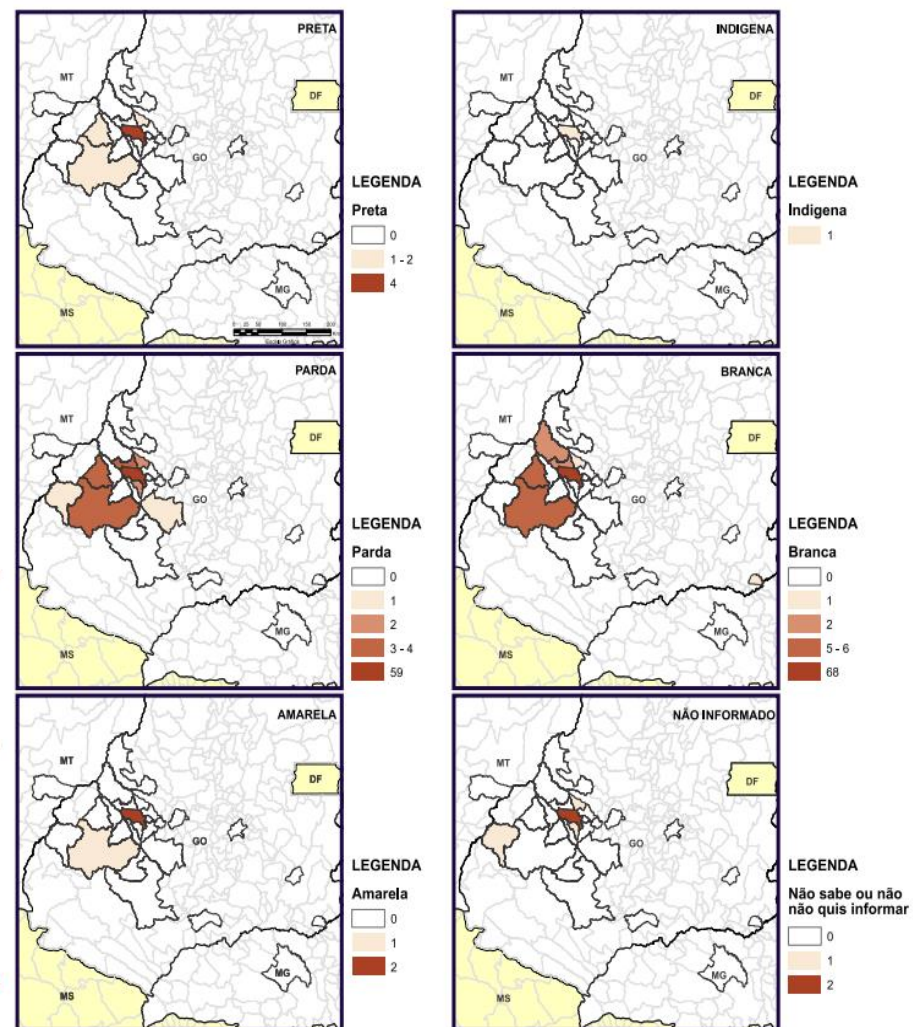 PRETA
MT
DF
GO
MG
MS
LEGENDA
Preta
0
1 - 2
4
INDIGENA
MT
DF
GO
MG
MS
LEGENDA
Indigena
1
PARDA
MT
DF
GO
MG
MS
LEGENDA
Parda
0
1
2
3 - 4
59
BRANCA
MT
DF
GO
MG
MS
LEGENDA
Branca
0
1
2
5 - 6
68
AMARELA
MT
DF
GO
MG
MS
LEGENDA
Amarela
0
1
2
NÃO INFORMADO
MT
DF
GO
MG
MS
LEGENDA
Não sabe ou não
não quis informar
0
1
2